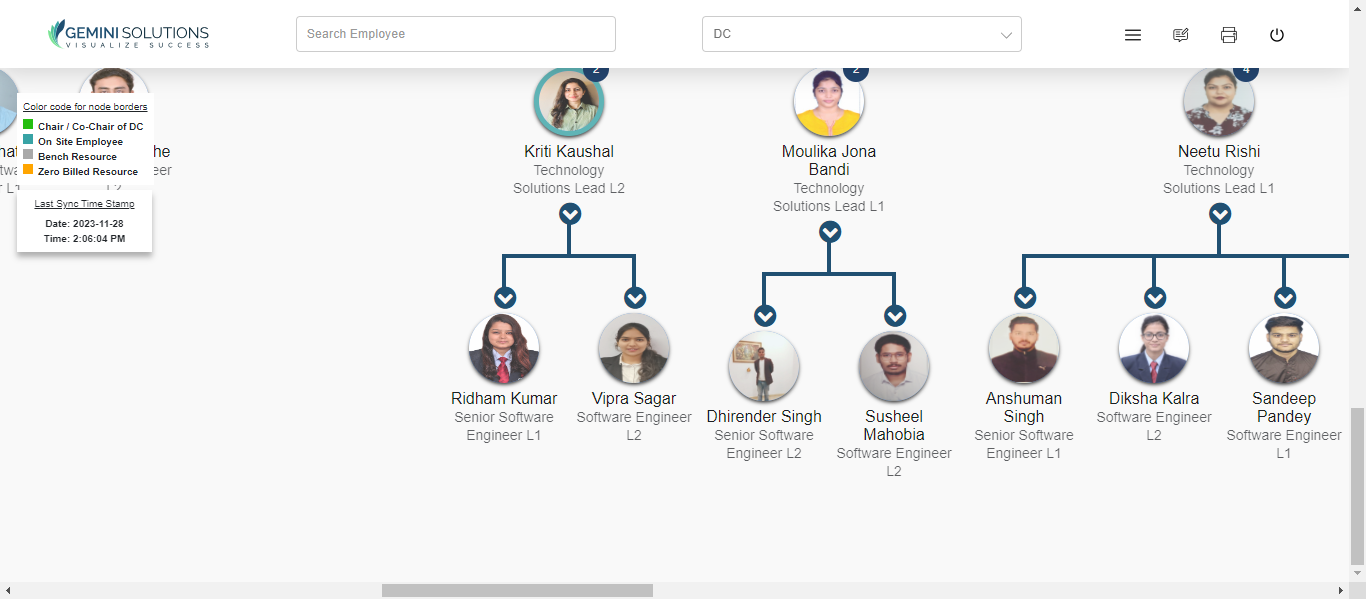 GEMINI SOLUTIONS
VISUALIZE SUCCESS
Search Employee
DC
2
2
4
Color code for node borders
Chair / Co-Chair of DC
On Site Employee
Bench Resource
Zero Billed Resource
Last Sync Time Stamp
Date: 2023-11-28
Time: 2:06:04 PM
he
eer
L2
Kriti Kaushal
Technology
Solutions Lead L2
Moulika Jona
Bandi
Technology
Solutions Lead L1
Neetu Rishi
Technology
Solutions Lead L1
Ridham Kumar
Senior Software
Engineer L1
Vipra Sagar
Software Engineer
L2
Dhirender Singh
Senior Software
Engineer L2
Susheel
Mahobia
Software Engineer
L2
Anshuman
Singh
Senior Software
Engineer L1
Diksha Kalra
Software Engineer
L2
Sandeep
Pandey
Software Engineer
L1